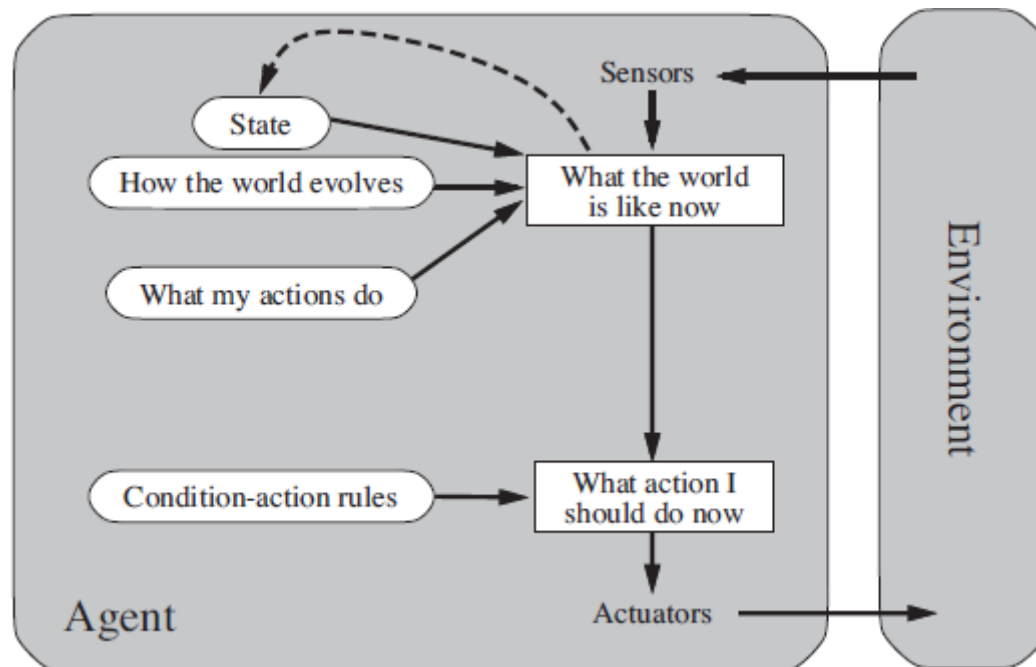 Sensors
State
How the world evolves
What the world
is like now
What my actions do
Condition-action rules
What action I
should do now
Agent
Actuators
Environment